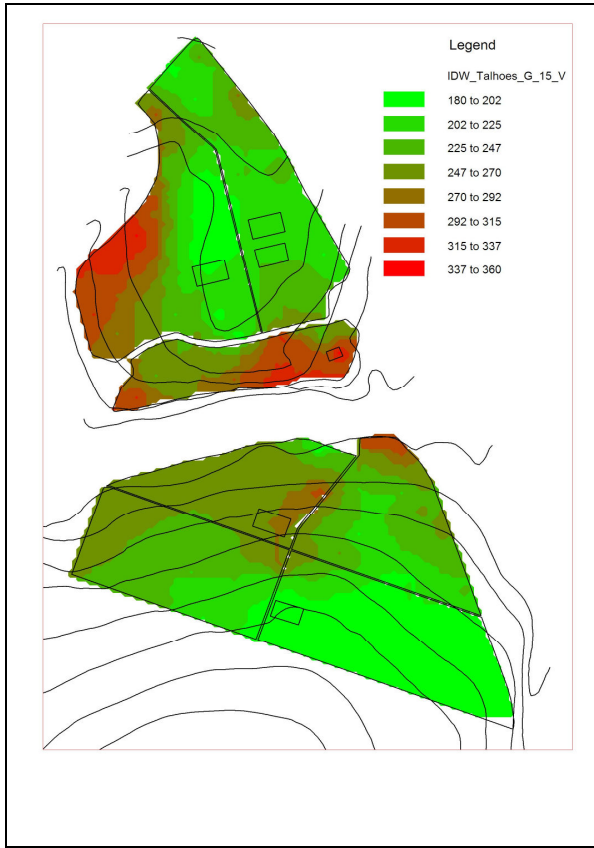 Legend
IDW_Talhoes_G_15_V
180 to 202
202 to 225
225 to 247
247 to 270
270 to 292
292 to 315
315 to 337
337 to 360